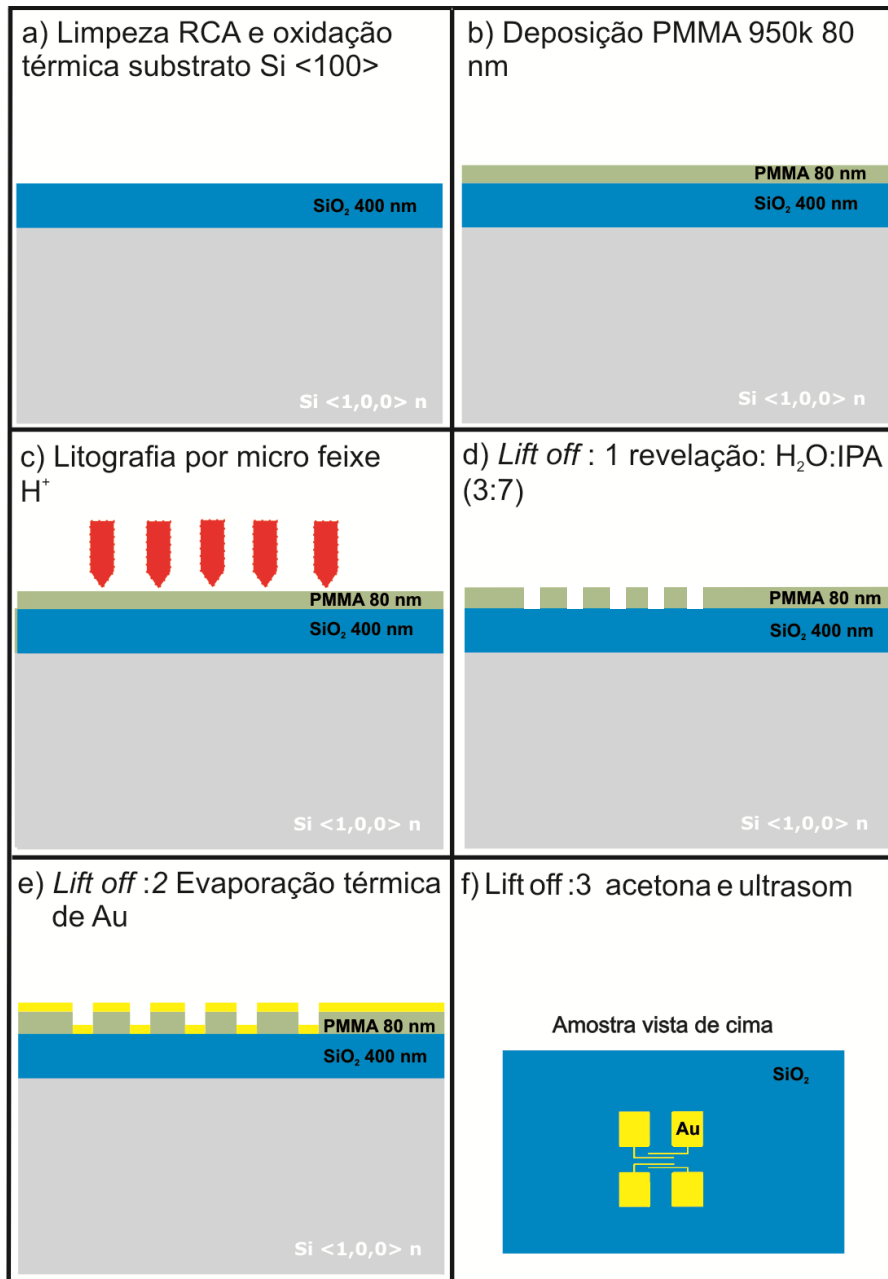 a) Limpeza RCA e oxidação
térmica substrato Si <100>
SiO₂ 400 nm
Si <1,0,0> n
b) Deposição PMMA 950k 80
nm
PMMA 80 nm
SiO₂ 400 nm
Si <1,0,0> n
c) Litografia por micro feixe
H⁺
PMMA 80 nm
SiO₂ 400 nm
Si <1,0,0> n
d) Lift off : 1 revelação: H₂O:IPA
(3:7)
PMMA 80 nm
SiO₂ 400 nm
Si <1,0,0> n
e) Lift off :2 Evaporação térmica
de Au
PMMA 80 nm
SiO₂ 400 nm
Si <1,0,0> n
f) Lift off :3 acetona e ultrasom
Amostra vista de cima
SiO₂
Au